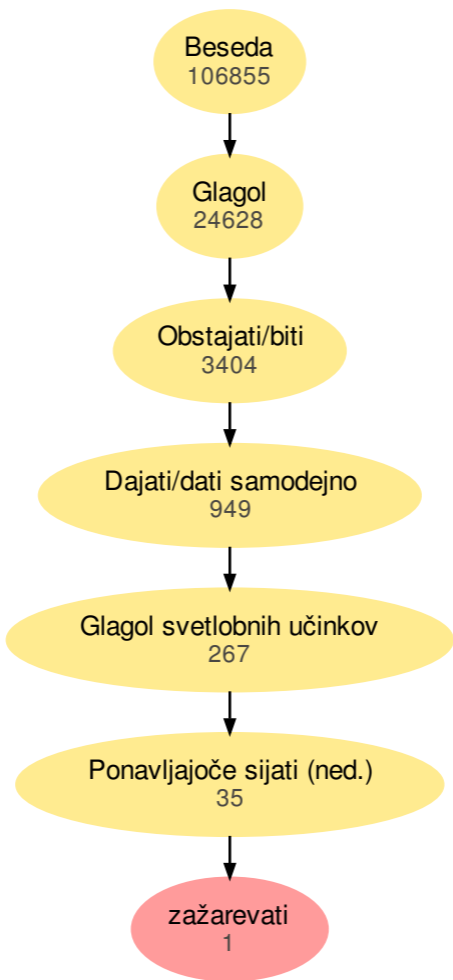 Beseda
106855
Glagol
24628
Obstajati/biti
3404
Dajati/dati samodejno
949
Glagol svetlobnih učinkov
267
Ponavljajoče sijati (ned.)
35
zažarevati
1